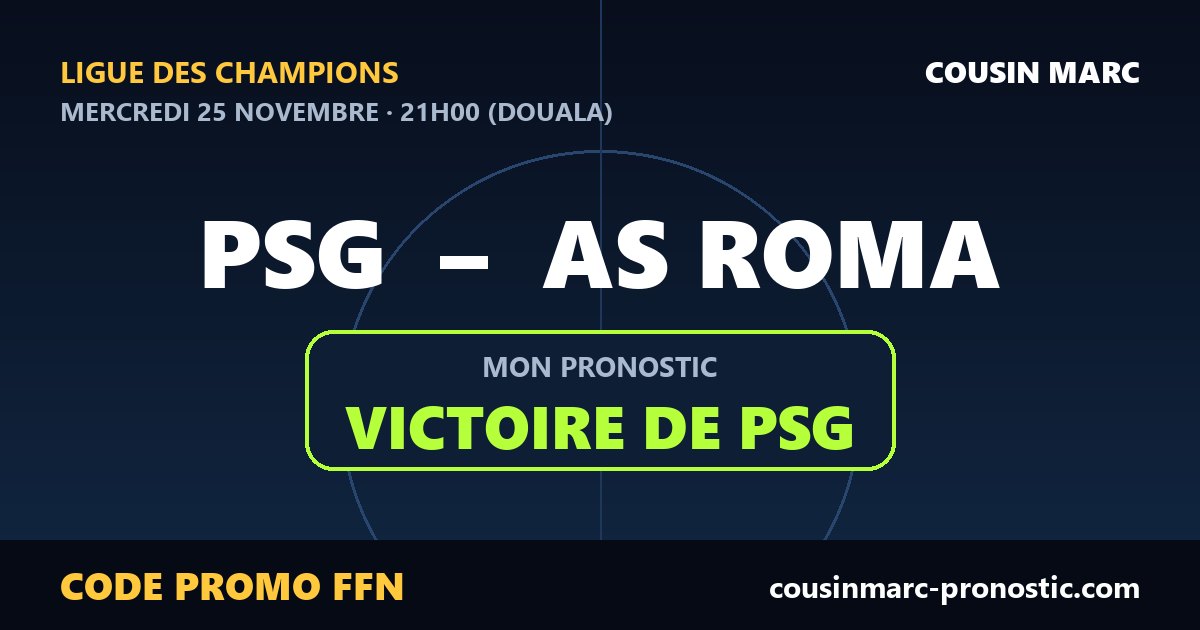 LIGUE DES CHAMPIONS
COUSIN MARC
MERCREDI 25 NOVEMBRE · 21H00 (DOUALA)
PSG – AS ROMA
MON PRONOSTIC
VICTOIRE DE PSG
CODE PROMO FFN
cousinmarc-pronostic.com